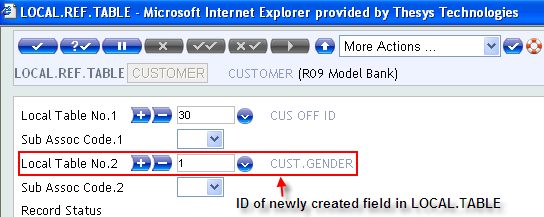 LOCAL.REF.TABLE - Microsoft Internet Explorer provided by Thesys Technologies
More Actions ...
LOCAL.REF.TABLE CUSTOMER CUSTOMER (R09 Model Bank)
Local Table No.1 30 CUS OFF ID
Sub Assoc Code.1
Local Table No.2 1 CUST.GENDER
Sub Assoc Code.2
ID of newly created field in LOCAL.TABLE
Record Status